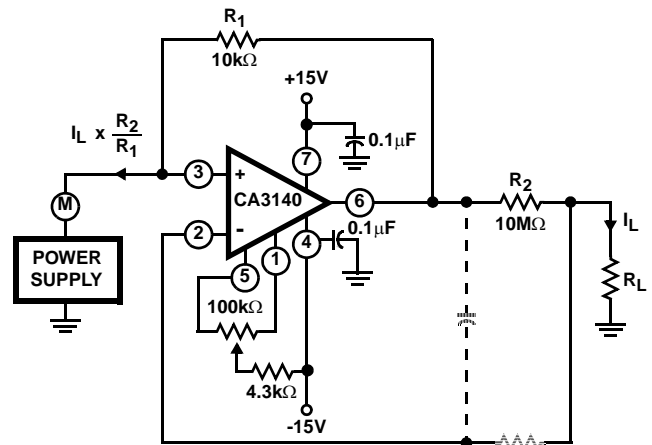 R1
10kΩ
+15V
IL x R2/R1
0.1μF
7
3
+
CA3140
6
R2
10MΩ
IL
M
2
-
0.1μF
4
1
5
POWER
SUPPLY
100kΩ
RL
4.3kΩ
-15V